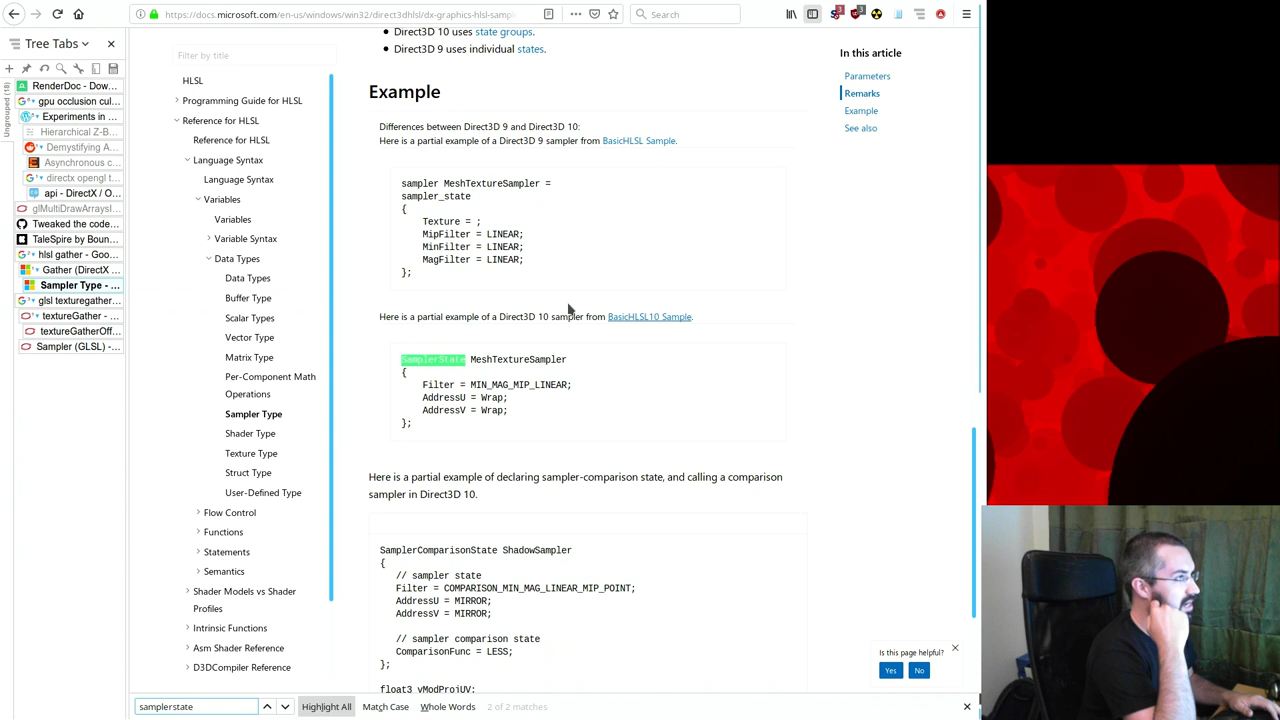 https://docs.microsoft.com/en-us/windows/win32/direct3dhlsl/dx-graphics-hlsl-samp
Search
Tree Tabs
Ungrouped (18)
RenderDoc - Dow...
gpu occlusion cul...
Experiments in ...
Hierarchical Z-B...
Demystifying A...
Asynchronous c...
directx opengl t...
api - DirectX / O...
glMultiDrawArraysI...
Tweaked the code...
TaleSpire by Boun...
hlsl gather - Goo...
Gather (DirectX ...
Sampler Type - ...
glsl texturegather...
textureGather - ...
textureGatherOff...
Sampler (GLSL) -...
Filter by title
HLSL
Programming Guide for HLSL
Reference for HLSL
Reference for HLSL
Language Syntax
Language Syntax
Variables
Variables
Variable Syntax
Data Types
Data Types
Buffer Type
Scalar Types
Vector Type
Matrix Type
Per-Component Math
Operations
Sampler Type
Shader Type
Texture Type
Struct Type
User-Defined Type
Flow Control
Functions
Statements
Semantics
Shader Models vs Shader
Profiles
Intrinsic Functions
Asm Shader Reference
D3DCompiler Reference
Direct3D 10 uses state groups.
Direct3D 9 uses individual states.
Example
Differences between Direct3D 9 and Direct3D 10:
Here is a partial example of a Direct3D 9 sampler from BasicHLSL Sample.
sampler MeshTextureSampler =
sampler_state
{
Texture = ;
MipFilter = LINEAR;
MinFilter = LINEAR;
MagFilter = LINEAR;
};
Here is a partial example of a Direct3D 10 sampler from BasicHLSL10 Sample.
SamplerState MeshTextureSampler
{
Filter = MIN_MAG_MIP_LINEAR;
AddressU = Wrap;
AddressV = Wrap;
};
Here is a partial example of declaring sampler-comparison state, and calling a comparison
sampler in Direct3D 10.
SamplerComparisonState ShadowSampler
{
// sampler state
Filter = COMPARISON_MIN_MAG_LINEAR_MIP_POINT;
AddressU = MIRROR;
AddressV = MIRROR;
// sampler comparison state
ComparisonFunc = LESS;
};
float3 vModProjUV;
In this article
Parameters
Remarks
Example
See also
Is this page helpful?
Yes
No
samplerstate
Highlight All
Match Case
Whole Words
2 of 2 matches